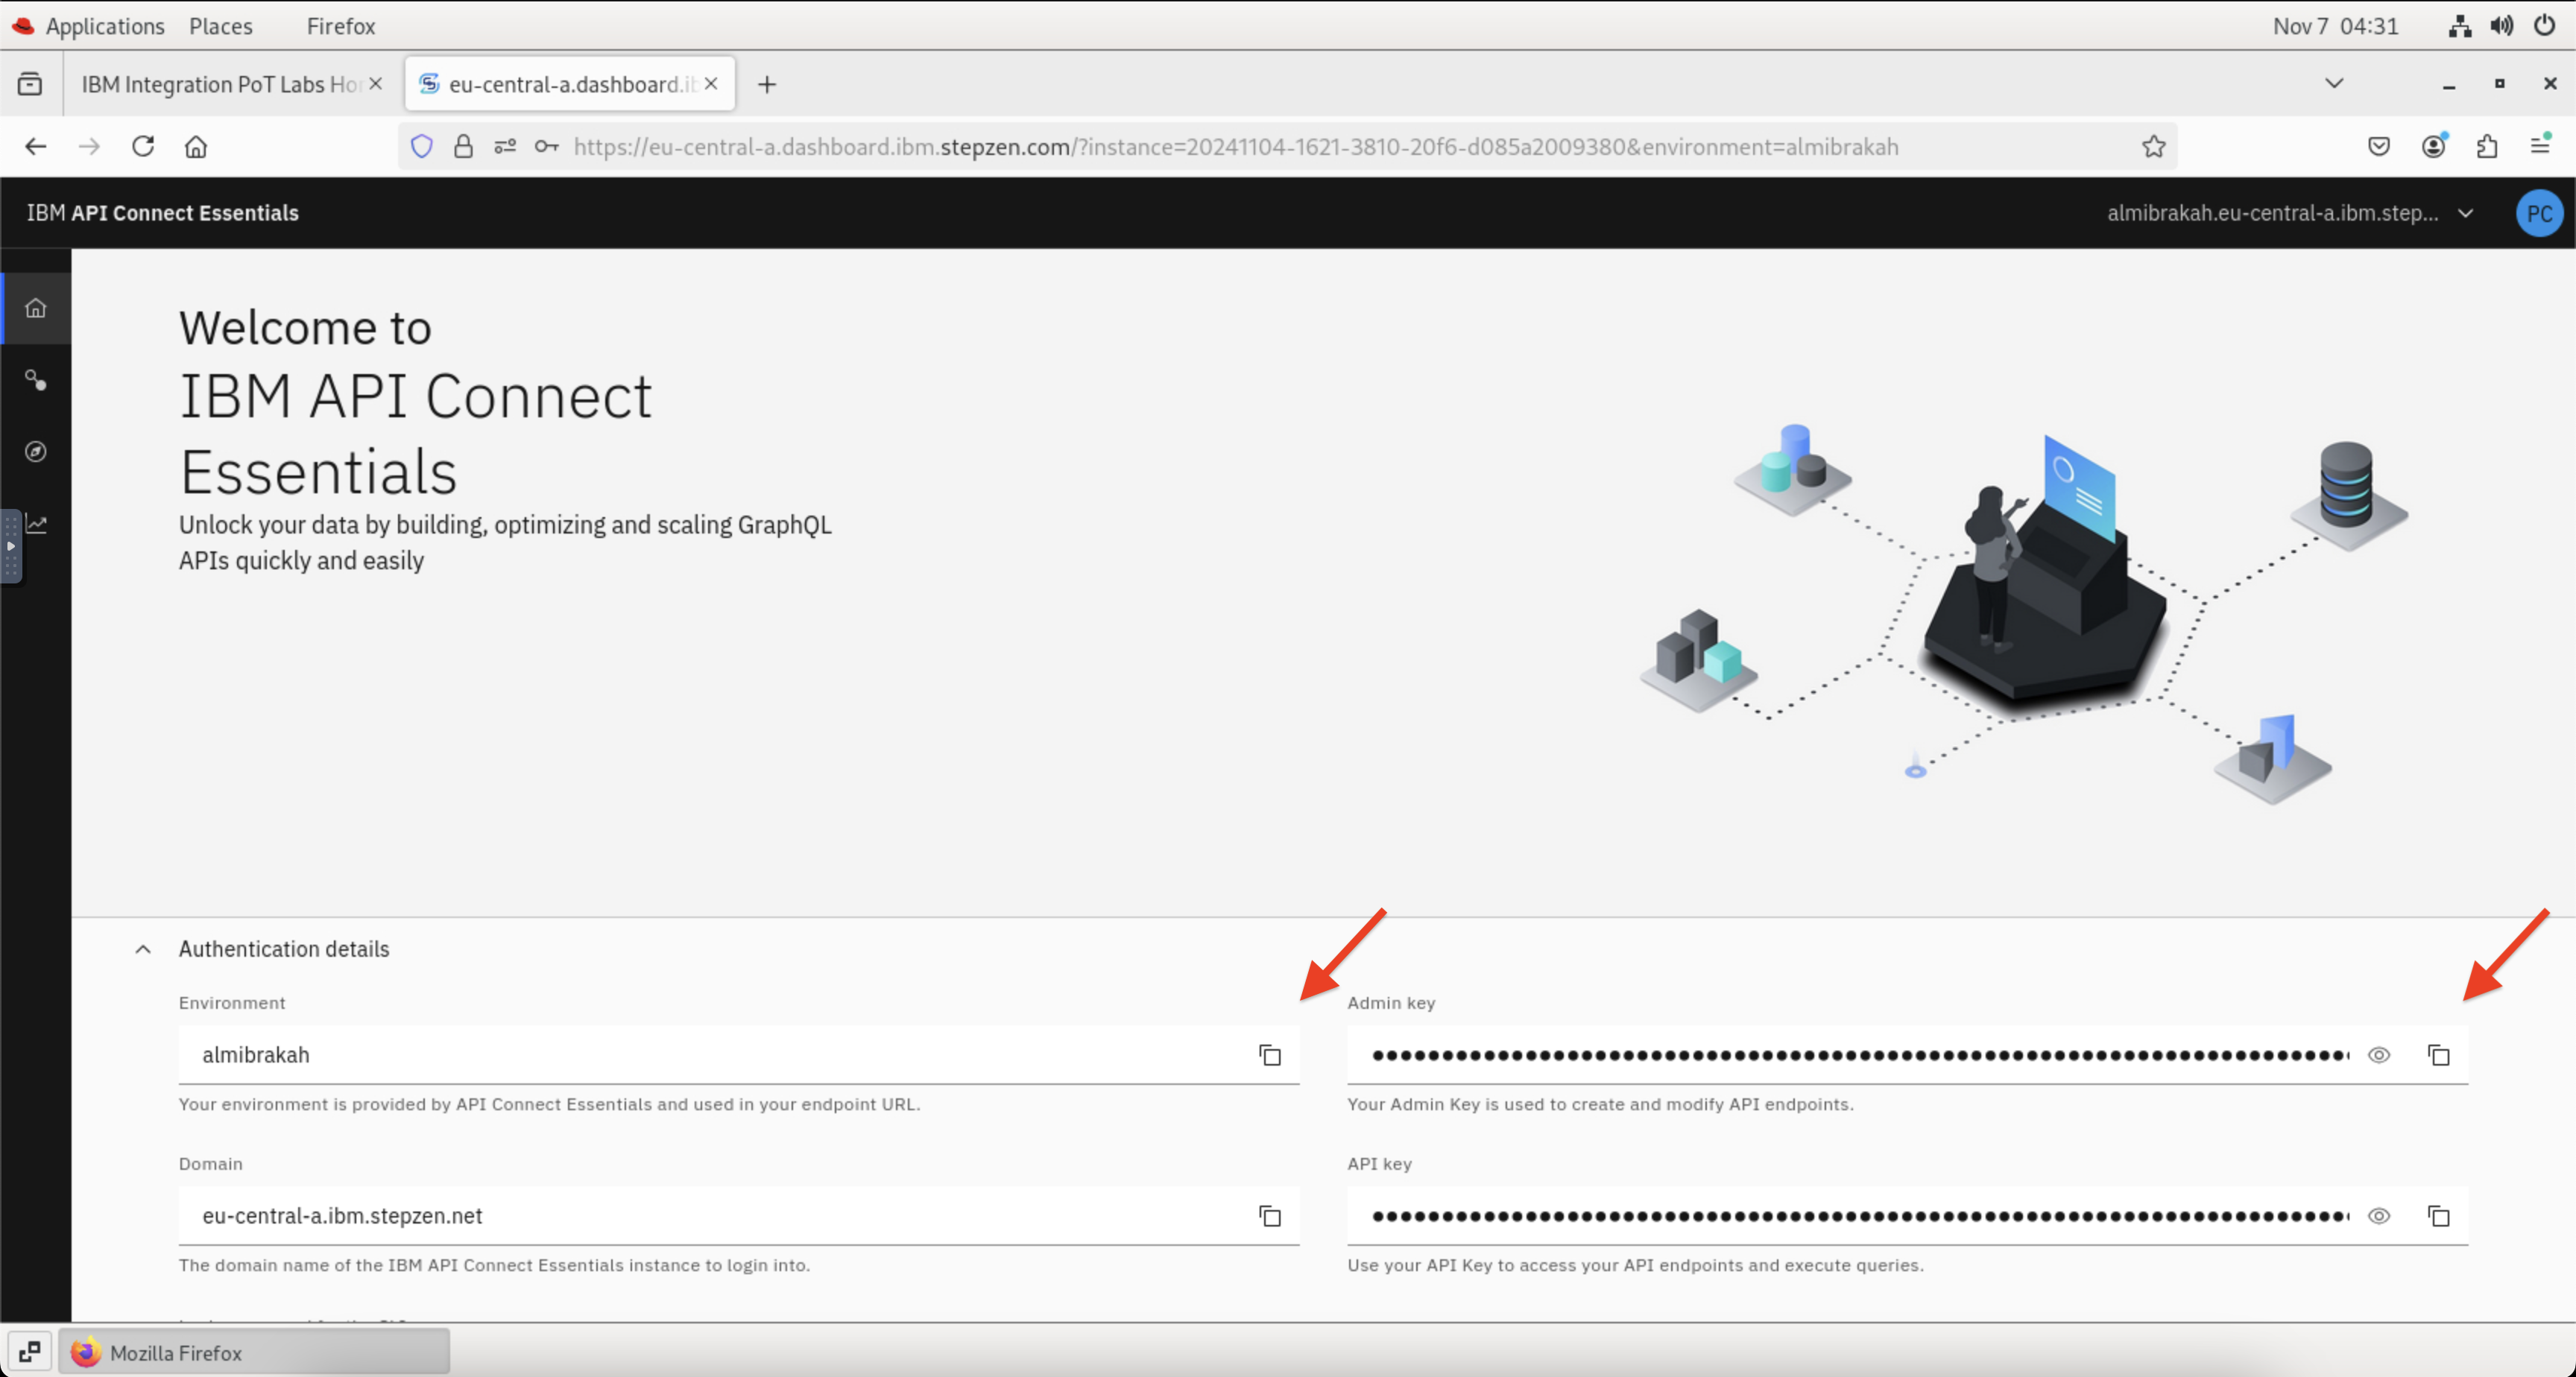 Applications Places Firefox Nov 7 04:31
IBM Integration PoT Labs Ho
eu-central-a.dashboard.ib
https://eu-central-a.dashboard.ibm.stepzen.com/?instance=20241104-1621-3810-20f6-d085a2009380&environment=almibrakah
IBM API Connect Essentials
almibrakah.eu-central-a.ibm.step...
PC
Welcome to
IBM API Connect
Essentials
Unlock your data by building, optimizing and scaling GraphQL
APIs quickly and easily
Authentication details
Environment
almibrakah
Your environment is provided by API Connect Essentials and used in your endpoint URL.
Admin key
Your Admin Key is used to create and modify API endpoints.
Domain
eu-central-a.ibm.stepzen.net
The domain name of the IBM API Connect Essentials instance to login into.
API key
Use your API Key to access your API endpoints and execute queries.
Mozilla Firefox